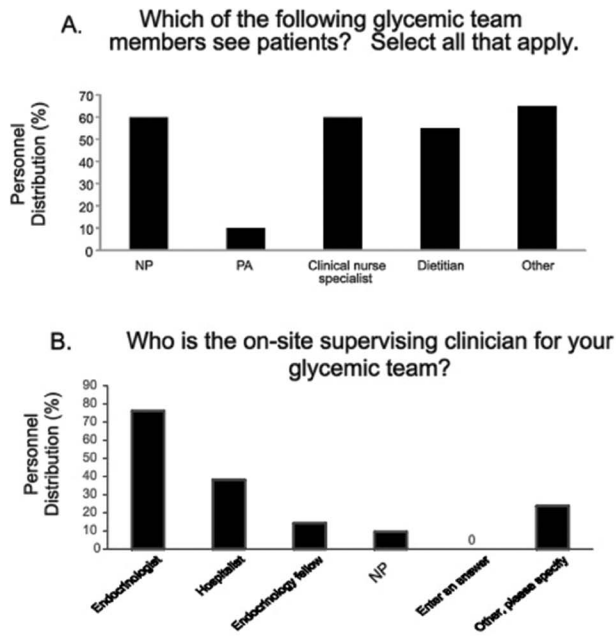 A.
Which of the following glycemic team
members see patients? Select all that apply.
Personnel
Distribution (%)
70
60
50
40
30
20
10
0
NP
PA
Clinical nurse
specialist
Dietitian
Other
B.
Who is the on-site supervising clinician for your
glycemic team?
Personnel
Distribution (%)
90
80
70
60
50
40
30
20
10
0
0
Endocrinologist
Hospitalist
Endocrinology fellow
NP
Enter an answer
Other, please specify